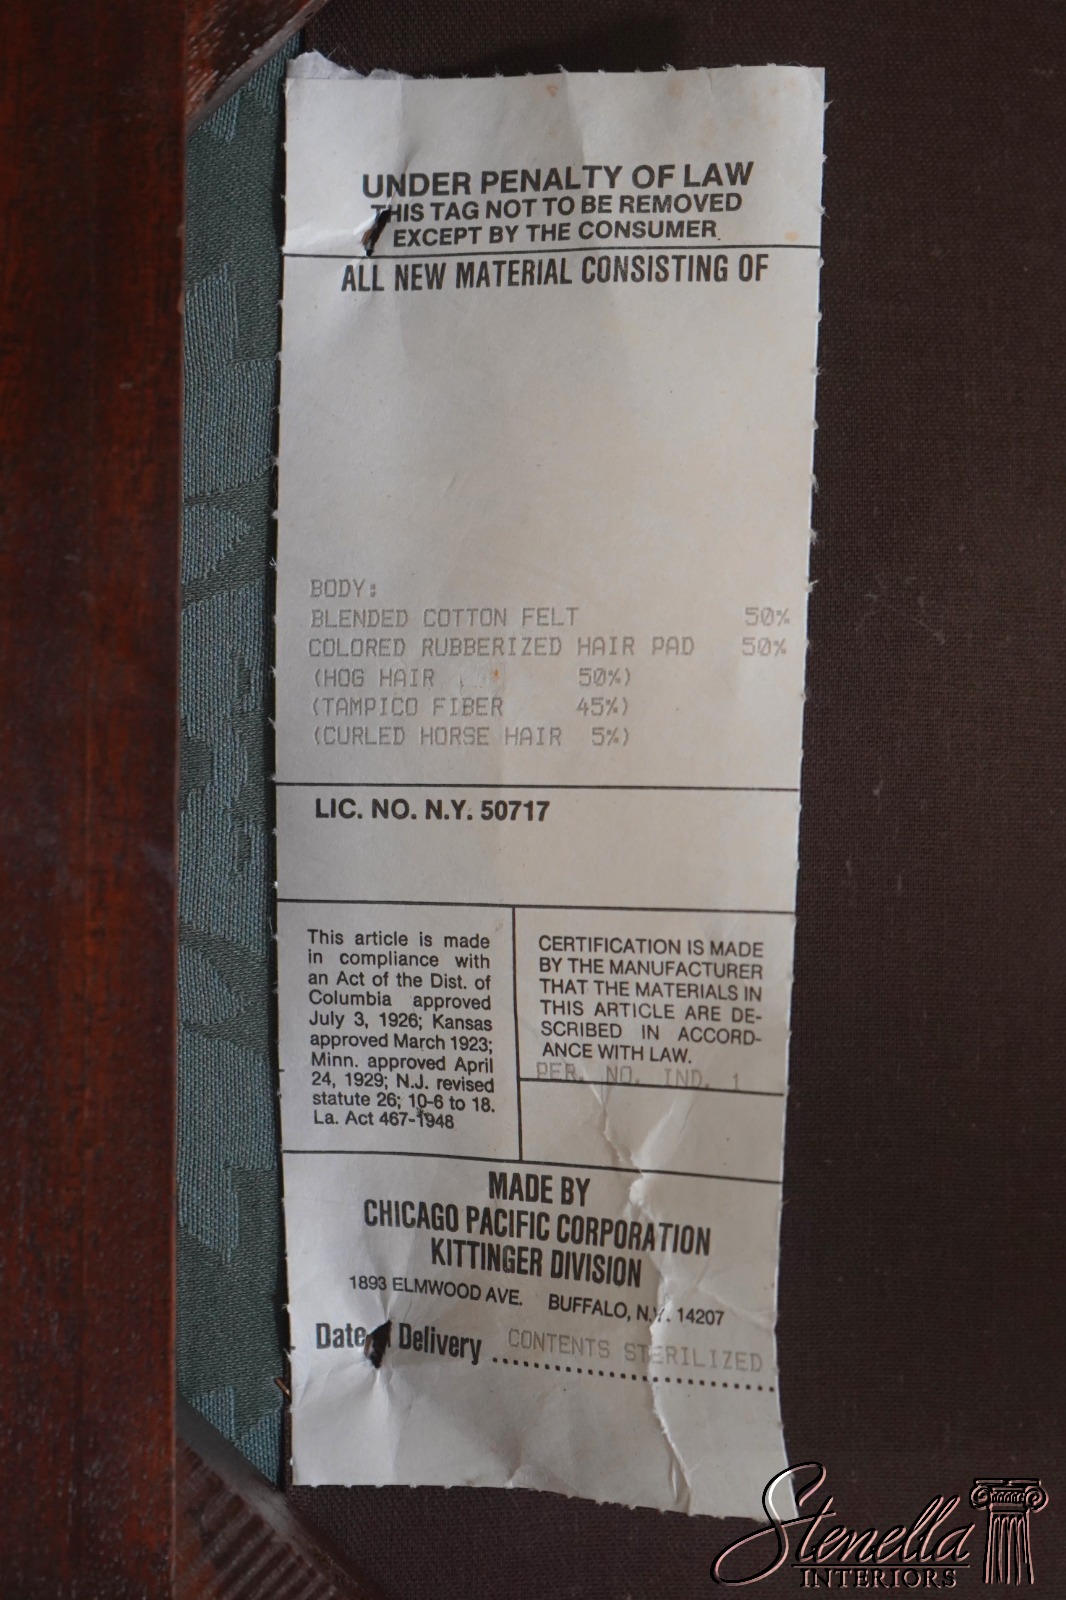 UNDER PENALTY OF LAW
THIS TAG NOT TO BE REMOVED
EXCEPT BY THE CONSUMER
ALL NEW MATERIAL CONSISTING OF
BODY:
BLENDED COTTON FELT 50%
COLORED RUBBERIZED HAIR PAD 50%
(HOG HAIR 50%)
(TAMPICO FIBER 45%)
(CURLED HORSE HAIR 5%)
LIC. NO. N.Y. 50717
This article is made
in compliance with
an Act of the Dist. of
Columbia approved
July 3, 1926; Kansas
approved March 1923;
Minn. approved April
24, 1929; N.J. revised
statute 26; 10-6 to 18.
La. Act 467-1948
CERTIFICATION IS MADE
BY THE MANUFACTURER
THAT THE MATERIALS IN
THIS ARTICLE ARE DE-
SCRIBED IN ACCORD-
ANCE WITH LAW.
PER. NO. IND. 1
MADE BY
CHICAGO PACIFIC CORPORATION
KITTINGER DIVISION
1893 ELMWOOD AVE. BUFFALO, N.Y. 14207
Date Delivery CONTENTS STERILIZED
Stenella
INTERIORS